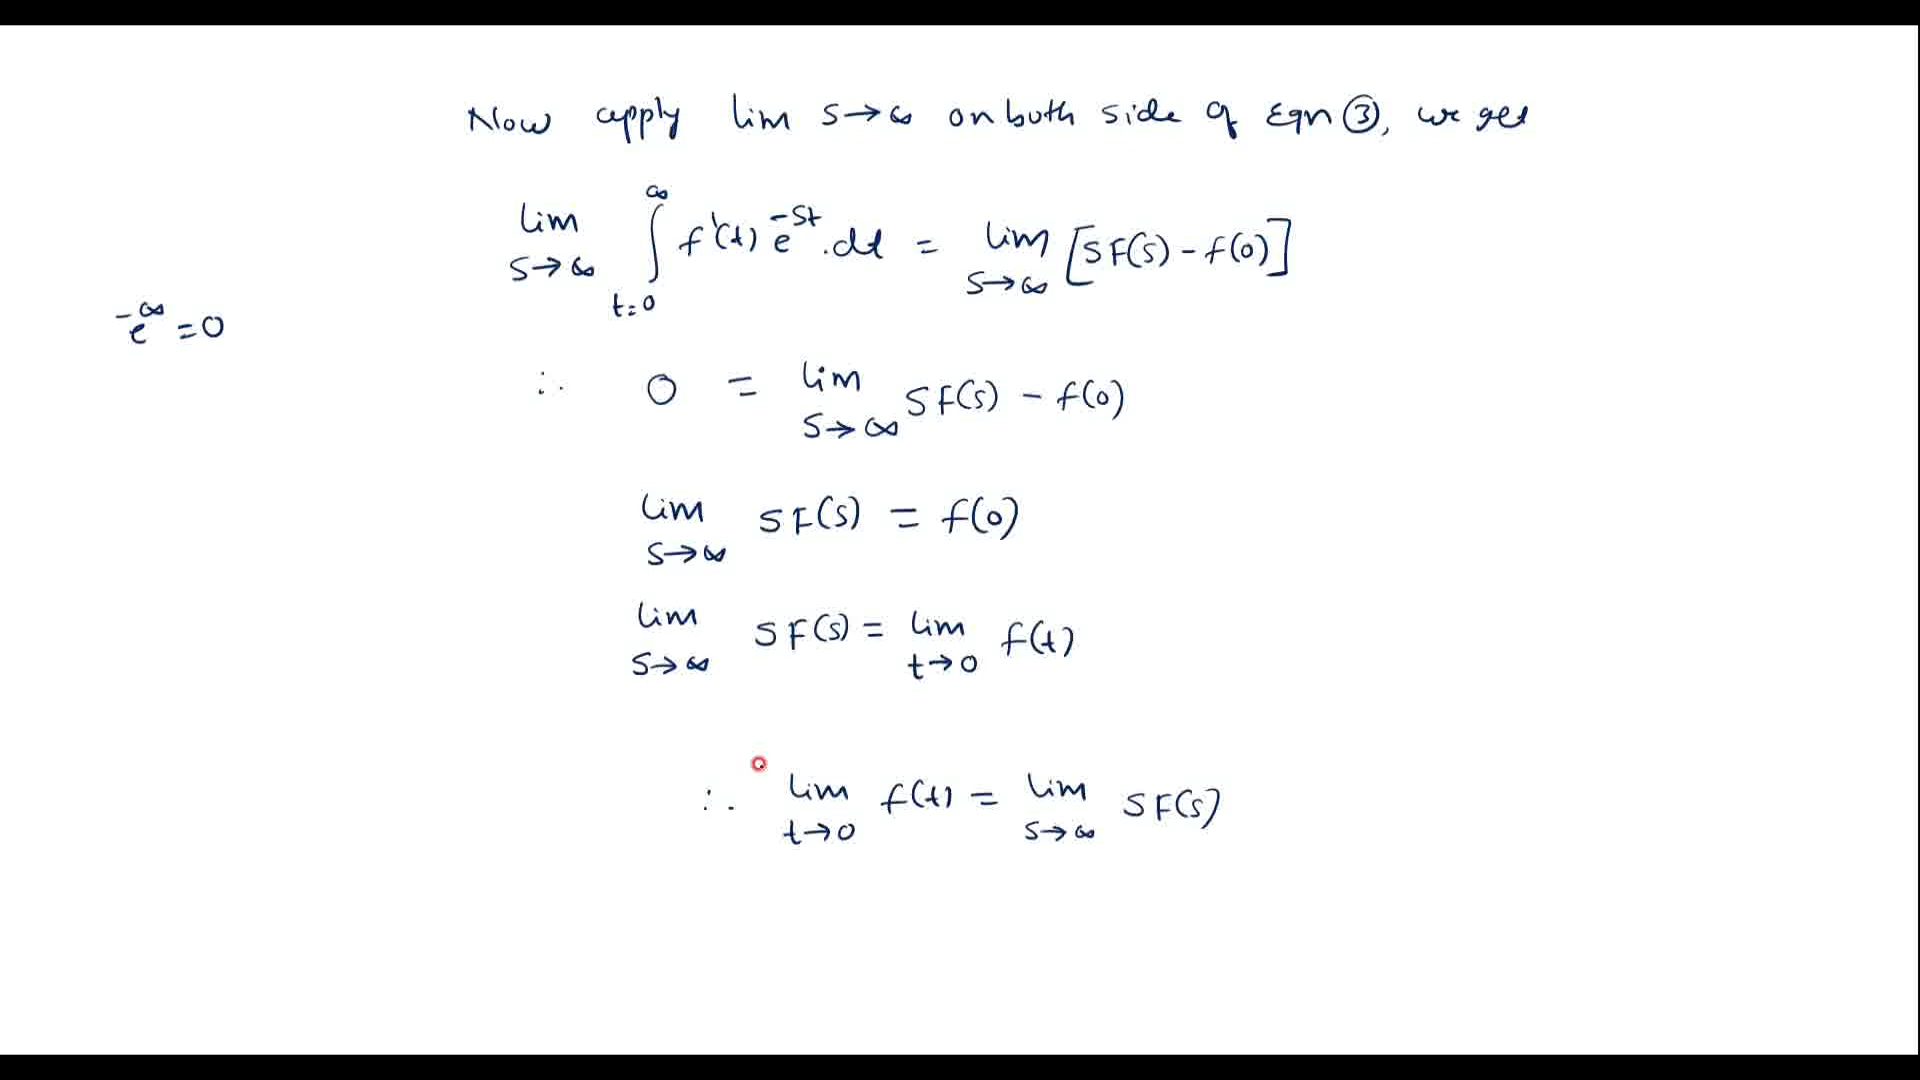 Now apply lim s→∞ on both side of Eqn ③, we get
lim s→∞ ∫ t=0 ∞ f'(t) e^-st .dt = lim s→∞ [SF(s) - f(0)]
e^-∞ = 0
∴ 0 = lim s→∞ SF(s) - f(0)
lim s→∞ SF(s) = f(0)
lim s→∞ SF(s) = lim t→0 f(t)
∴ lim t→0 f(t) = lim s→∞ SF(s)